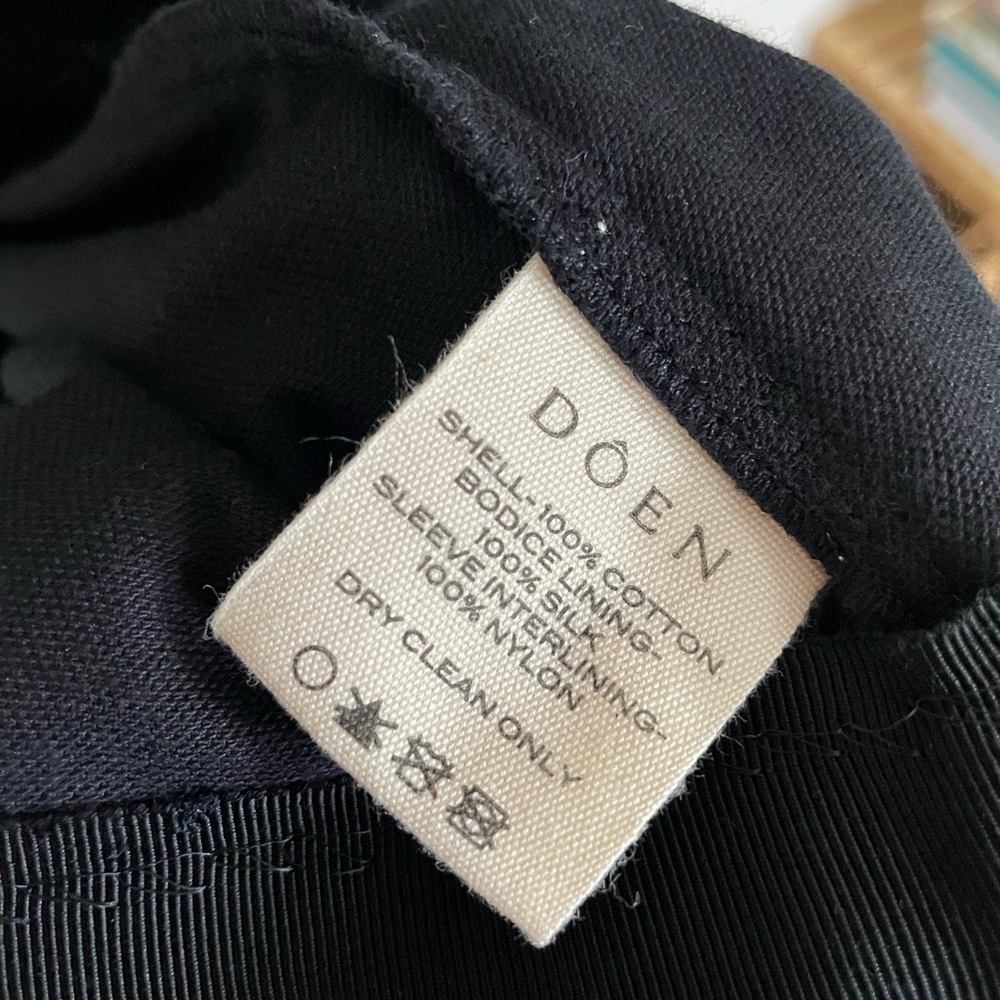 DÔEN
SHELL-100% COTTON
BODICE LINING-
100% SILK
SLEEVE INTERLINING-
100% NYLON
DRY CLEAN ONLY